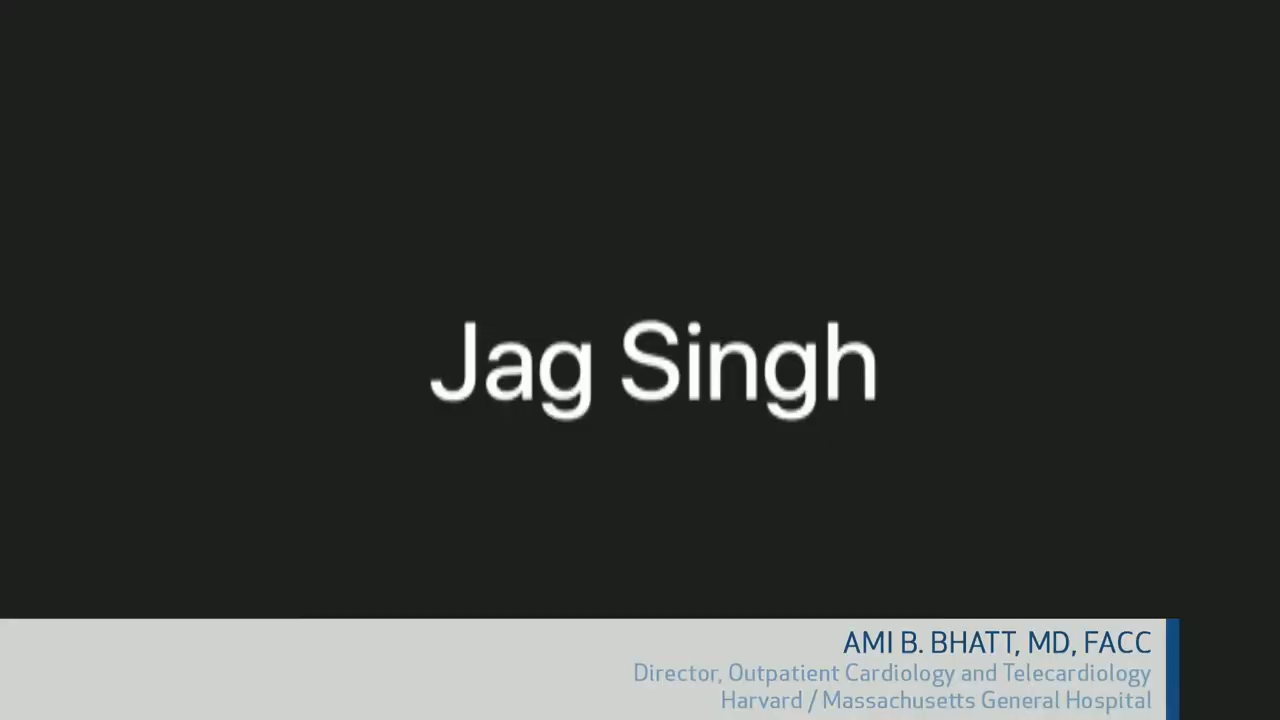 Jag Singh
AMI B. BHATT, MD, FACC
Director, Outpatient Cardiology and Telecardiology
Harvard / Massachusetts General Hospital